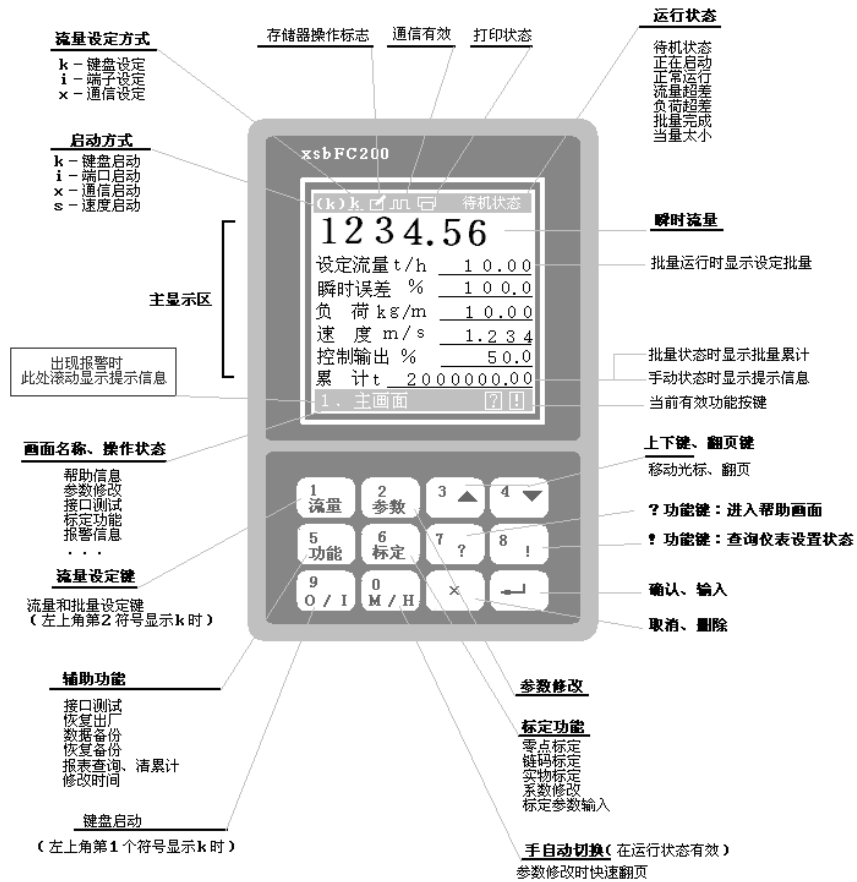 流量设定方式
k－键盘设定
i－端子设定
x－通信设定
存储器操作标志
通信有效
打印状态
运行状态
待机状态
正在启动
正常运行
流量超差
负荷超差
批量完成
当量太小
启动方式
k－键盘启动
i－端口启动
x－通信启动
s－速度启动
xsbFC200
(k)k 待机状态
1234.56
瞬时流量
设定流量t/h 10.00
批量运行时显示设定批量
瞬时误差 % 100.0
主显示区
负 荷kg/m 10.00
速 度m/s 1.234
控制输出 % 50.0
批量状态时显示批量累计
累 计t 2000000.00
手动状态时显示提示信息
出现报警时
此处滚动显示提示信息
1. 主画面 ? !
当前有效功能按键
画面名称、操作状态
帮助信息
参数修改
接口测试
标定功能
报警信息
. . .
上下键、翻页键
移动光标、翻页
1 流量
2 参数
3 ▲
4 ▼
?功能键：进入帮助画面
5 功能
6 标定
7 ?
8 !
!功能键：查询仪表设置状态
9 O/I
0 M/H
×
确认、输入
取消、删除
流量设定键
流量和批量设定键
(左上角第2符号显示k时)
辅助功能
接口测试
恢复出厂
数据备份
恢复备份
报表查询、清累计
修改时间
参数修改
标定功能
零点标定
链码标定
实物标定
系数修改
标定参数输入
键盘启动
(左上角第1个符号显示k时)
手自动切换(在运行状态有效)
参数修改时快速翻页